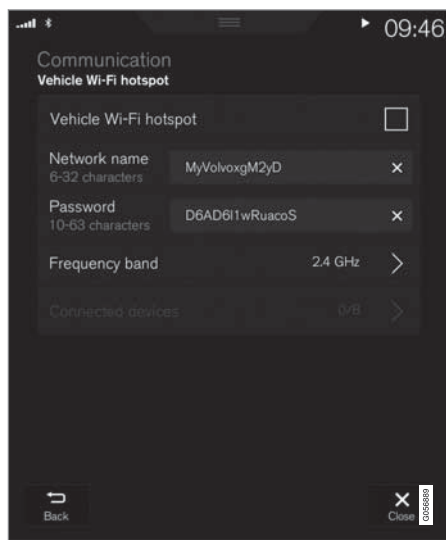 09:46
Communication
Vehicle Wi-Fi hotspot
Vehicle Wi-Fi hotspot
Network name
6-32 characters
MyVolvoxgM2yD
Password
10-63 characters
D6AD6l1wRuacoS
Frequency band
2.4 GHz
Connected devices
0/8
Back
Close
G056889